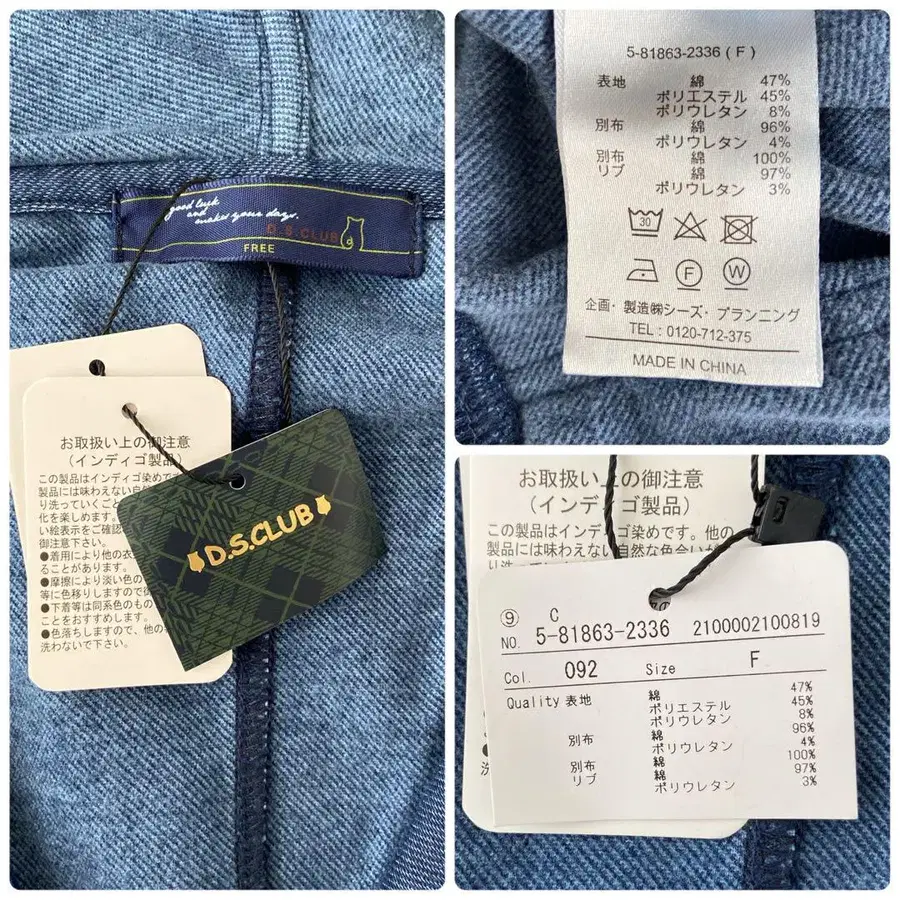 good luck
and
makes your days.
D.S.CLUB
FREE
お取扱い上の御注意
（インディゴ製品）
この製品はインディゴ染めです
製品には味わえない自然
り洗っていくこと
化を楽しめます。
い絵表示をご確認
御注意下さい。
●着用により他の衣
ることがあります。
●摩擦により淡い色の
等に色移りしますので御
●下着等は同系色のもの
ことをおすすめします。
●色落ちしますので、他の
洗わないで下さい。
D.S.CLUB
5-81863-2336 ( F )
表地 綿 47%
ポリエステル 45%
ポリウレタン 8%
別布 綿 96%
ポリウレタン 4%
別布 綿 100%
リブ 綿 97%
ポリウレタン 3%
30
F W
企画・製造㈱シーズ・プランニング
TEL : 0120-712-375
MADE IN CHINA
お取扱い上の御注意
（インディゴ製品）
この製品はインディゴ染めです。他の
製品には味わえない自然な色合いが
⑨ C
NO. 5-81863-2336 2100002100819
Col. 092 Size F
Quality 表地 綿 47%
ポリエステル 45%
ポリウレタン 8%
別布 綿 96%
ポリウレタン 4%
別布 綿 100%
リブ 綿 97%
ポリウレタン 3%